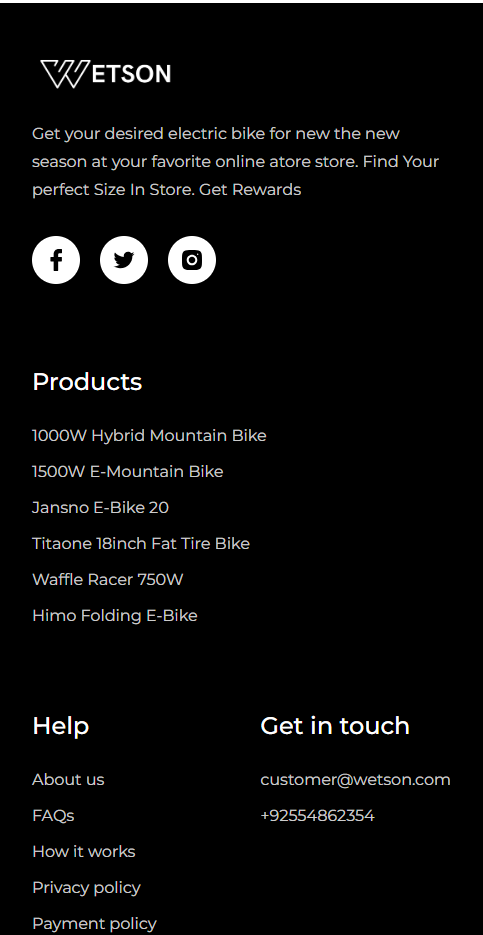 WETSON
Get your desired electric bike for new the new
season at your favorite online atore store. Find Your
perfect Size In Store. Get Rewards
Products
1000W Hybrid Mountain Bike
1500W E-Mountain Bike
Jansno E-Bike 20
Titaone 18inch Fat Tire Bike
Waffle Racer 750W
Himo Folding E-Bike
Help
About us
FAQs
How it works
Privacy policy
Payment policy
Get in touch
customer@wetson.com
+92554862354